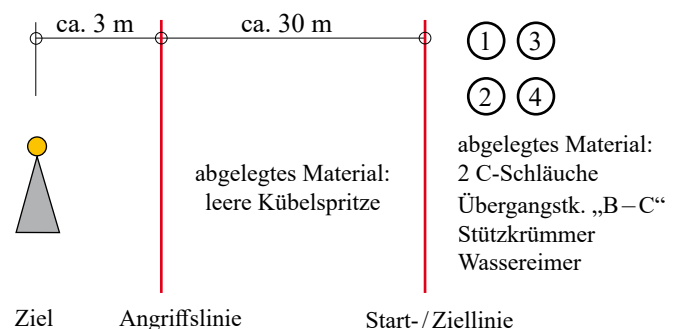 ca. 3 m
ca. 30 m
1 3
2 4
abgelegtes Material:
leere Kübelspritze
abgelegtes Material:
2 C-Schläuche
Übergangstk. „B–C“
Stützkrümmer
Wassereimer
Ziel
Angriffslinie
Start-/Ziellinie